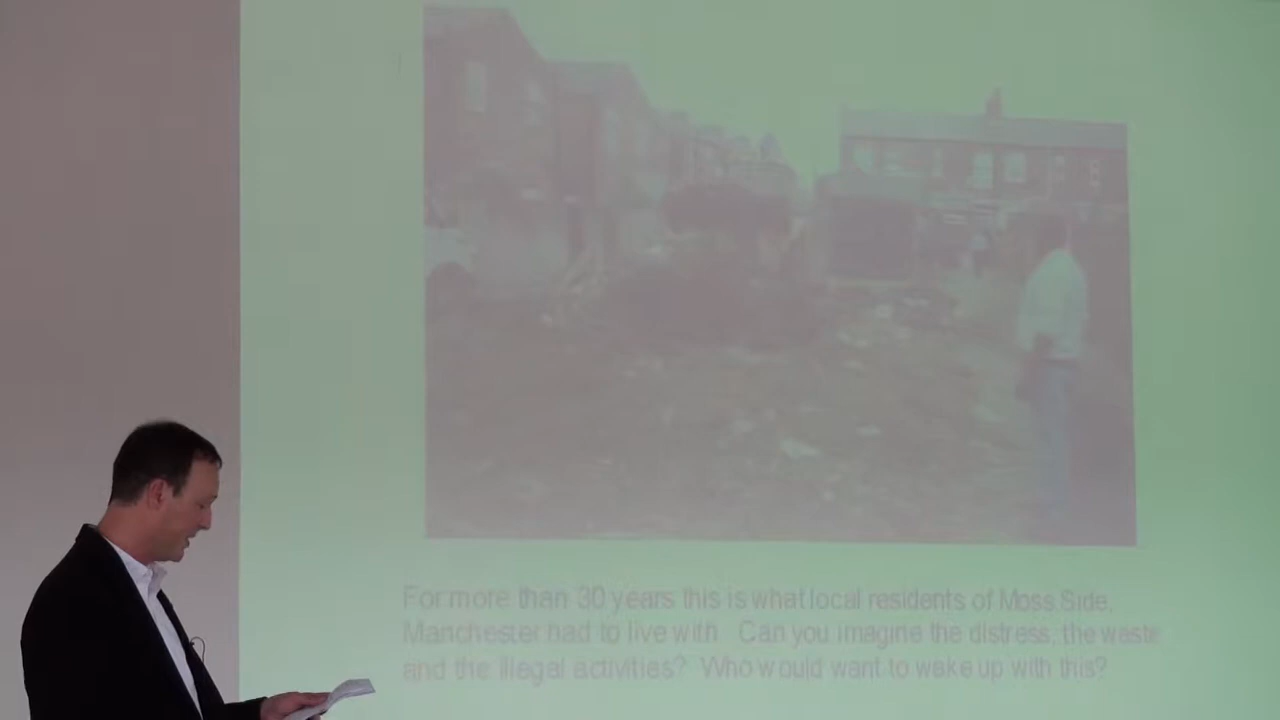 For more than 30 years this is what local residents of Moss Side,
Manchester had to live with. Can you imagine the distress, the waste
and the illegal activities? Who would want to wake up with this?